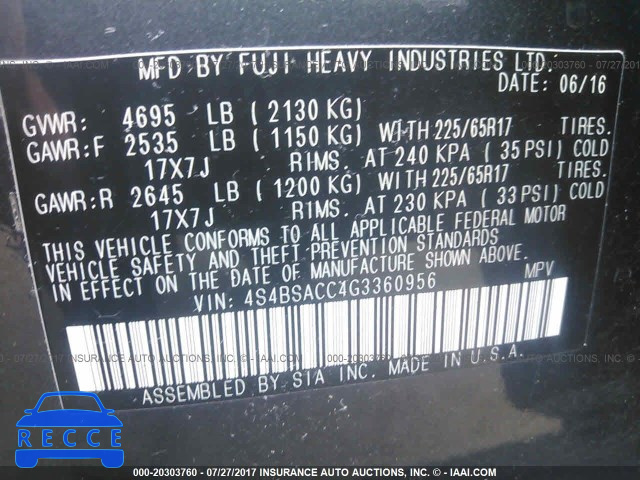 MFD BY FUJI HEAVY INDUSTRIES LTD.
DATE: 06/16
GVWR: 4695 LB ( 2130 KG)
GAWR:F 2535 LB ( 1150 KG) WITH 225/65R17 TIRES.
17X7J RIMS. AT 240 KPA ( 35 PSI) COLD
GAWR:R 2645 LB ( 1200 KG) WITH 225/65R17 TIRES.
17X7J RIMS. AT 230 KPA ( 33 PSI) COLD
THIS VEHICLE CONFORMS TO ALL APPLICABLE FEDERAL MOTOR
VEHICLE SAFETY AND THEFT PREVENTION STANDARDS
IN EFFECT ON THE DATE OF MANUFACTURE SHOWN ABOVE.
VIN: 4S4BSACC4G3360956 MPV
ASSEMBLED BY SIA INC. MADE IN U.S.A.
RECCE
000-20303760 - 07/27/2017 INSURANCE AUTO AUCTIONS INC. CT - IAAI.COM